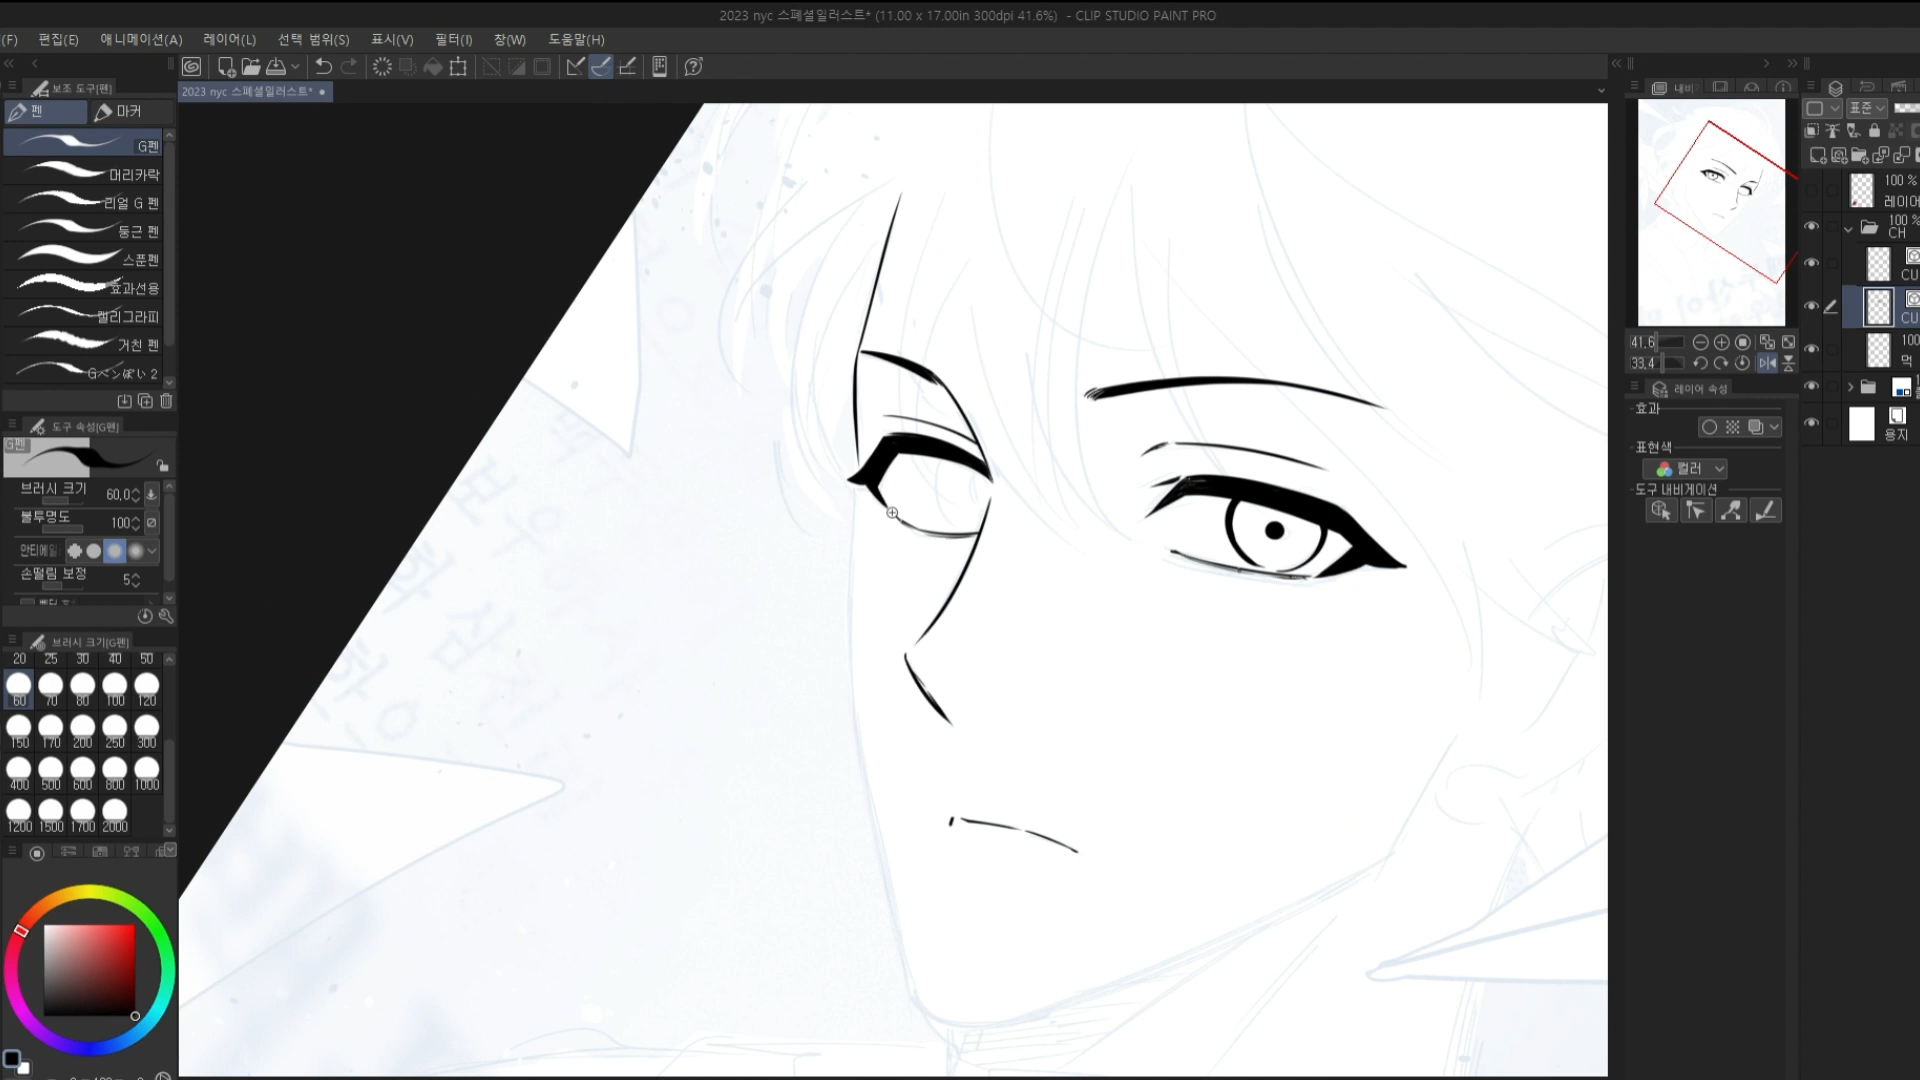 2023 nyc 스페셜일러스트* (11.00 x 17.00in 300dpi 41.6%) - CLIP STUDIO PAINT PRO
(F) 편집(E) 애니메이션(A) 레이어(L) 선택 범위(S) 표시(V) 필터(I) 창(W) 도움말(H)
보조 도구[펜]
2023 nyc 스페셜일러스트*
펜 마커
G펜
머리카락
리얼 G 펜
둥근 펜
스푼펜
효과선용
캘리그라피
거친 펜
Gペンぽい 2
도구 속성[G펜]
G펜
브러시 크기 60.0
불투명도 100
손떨림 보정 5
브러시 크기[G펜]
20 25 30 40 50
60 70 80 100 120
150 170 200 250 300
400 500 600 800 1000
1200 1500 1700 2000
내비
41.6
33.4
레이어 속성
효과
표현색
컬러
도구 내비게이션
표준
100 %
레이어
100 %
CH
CU
CU
100
먹
용지